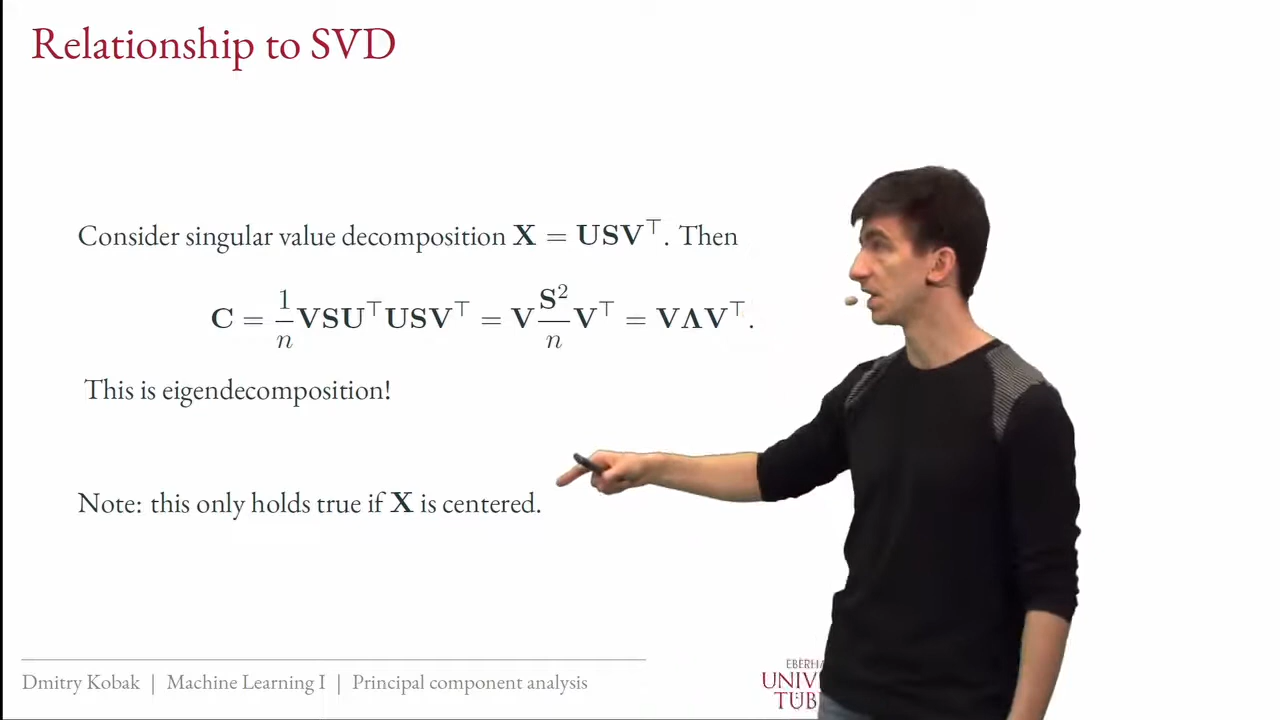 Relationship to SVD
Consider singular value decomposition X = USV⊤. Then
C = 1/n VSU⊤USV⊤ = V S²/n V⊤ = VΛV⊤.
This is eigendecomposition!
Note: this only holds true if X is centered.
Dmitry Kobak | Machine Learning I | Principal component analysis